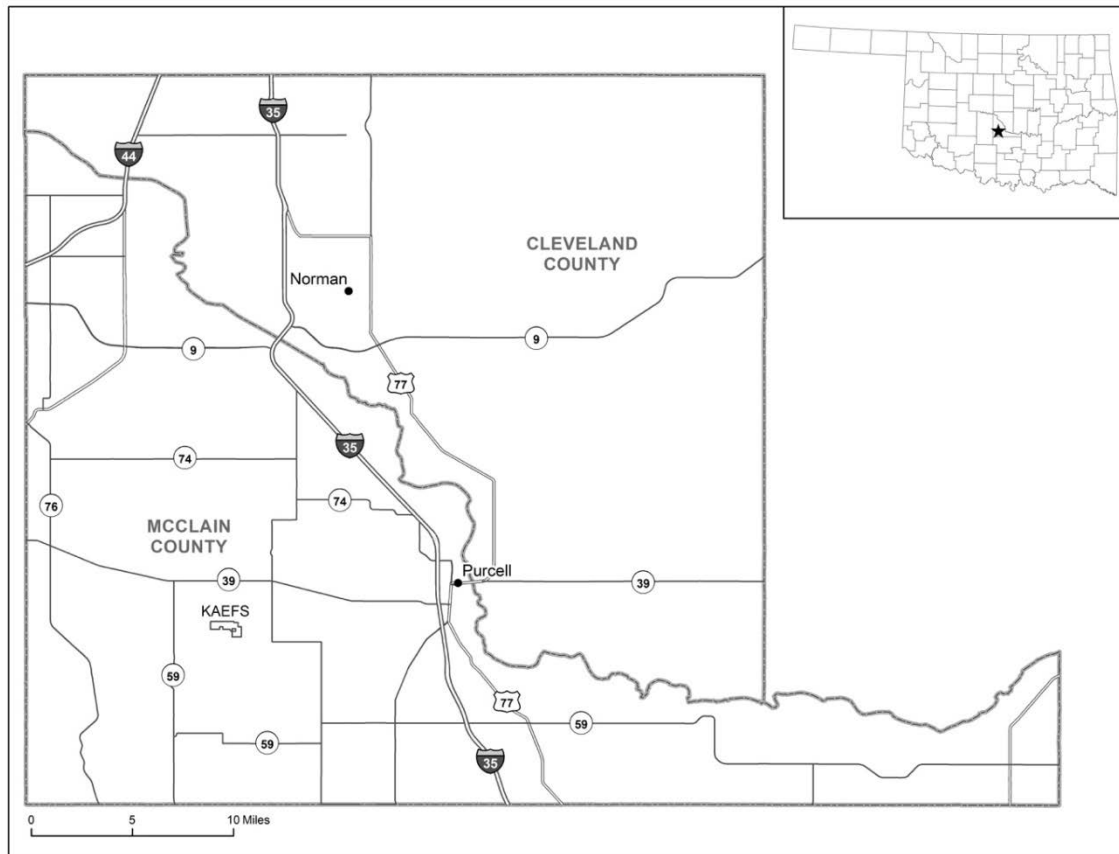 35
44
CLEVELAND
COUNTY
Norman
9
9
77
35
74
76
74
MCCLAIN
COUNTY
Purcell
39
39
KAEFS
59
77
59
59
35
0 5 10 Miles